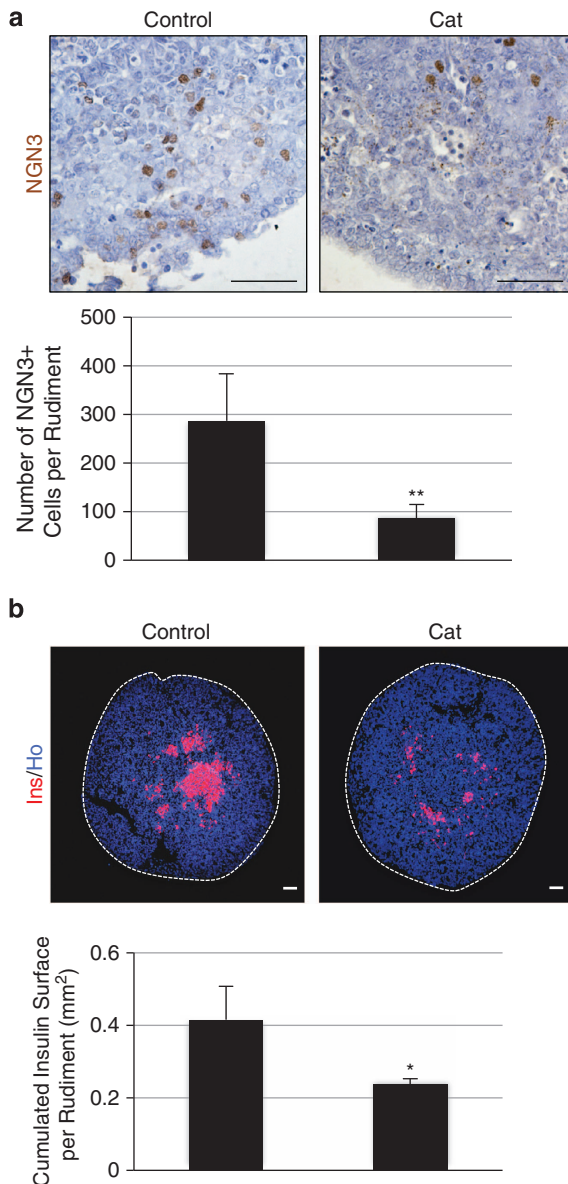 a
Control
Cat
NGN3
500
400
300
200
100
0
Number of NGN3+
Cells per Rudiment
**
b
Control
Cat
Ins/Ho
0.6
0.4
0.2
0
Cumulated Insulin Surface
per Rudiment (mm²)
*